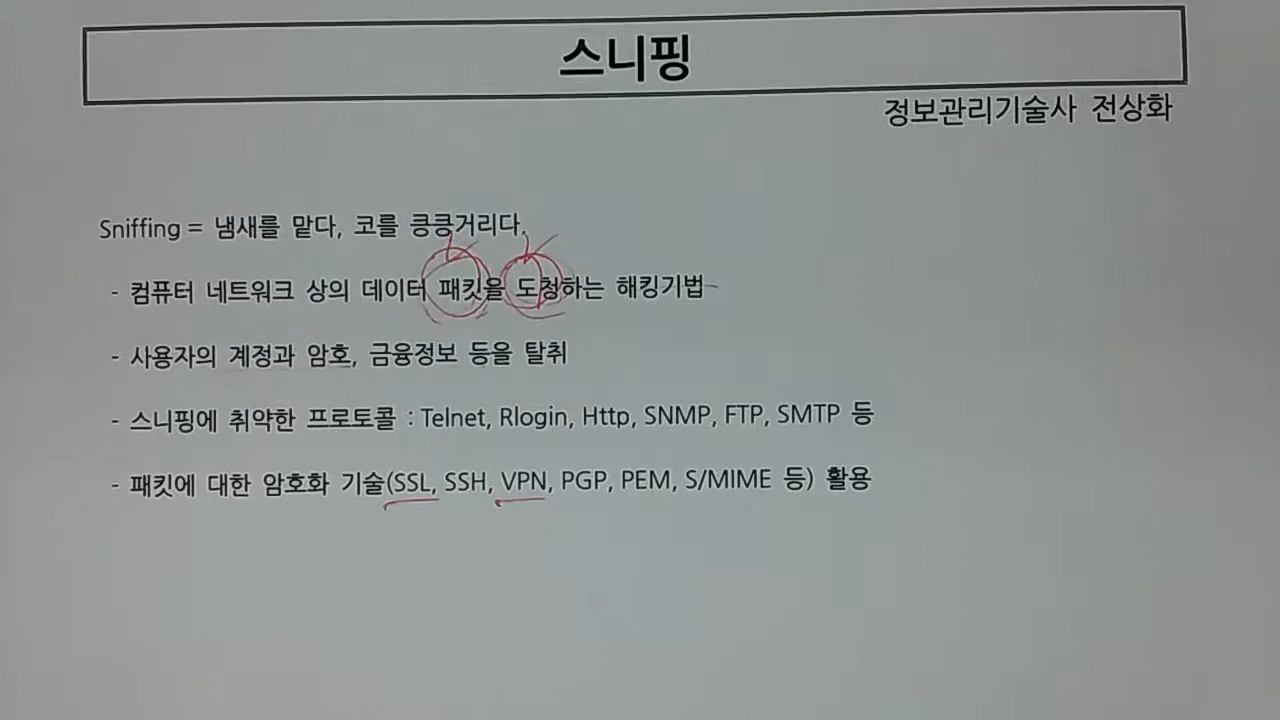 스니핑
정보관리기술사 전상화
Sniffing = 냄새를 맡다, 코를 킁킁거리다.
- 컴퓨터 네트워크 상의 데이터 패킷을 도청하는 해킹기법
- 사용자의 계정과 암호, 금융정보 등을 탈취
- 스니핑에 취약한 프로토콜 : Telnet, Rlogin, Http, SNMP, FTP, SMTP 등
- 패킷에 대한 암호화 기술(SSL, SSH, VPN, PGP, PEM, S/MIME 등) 활용